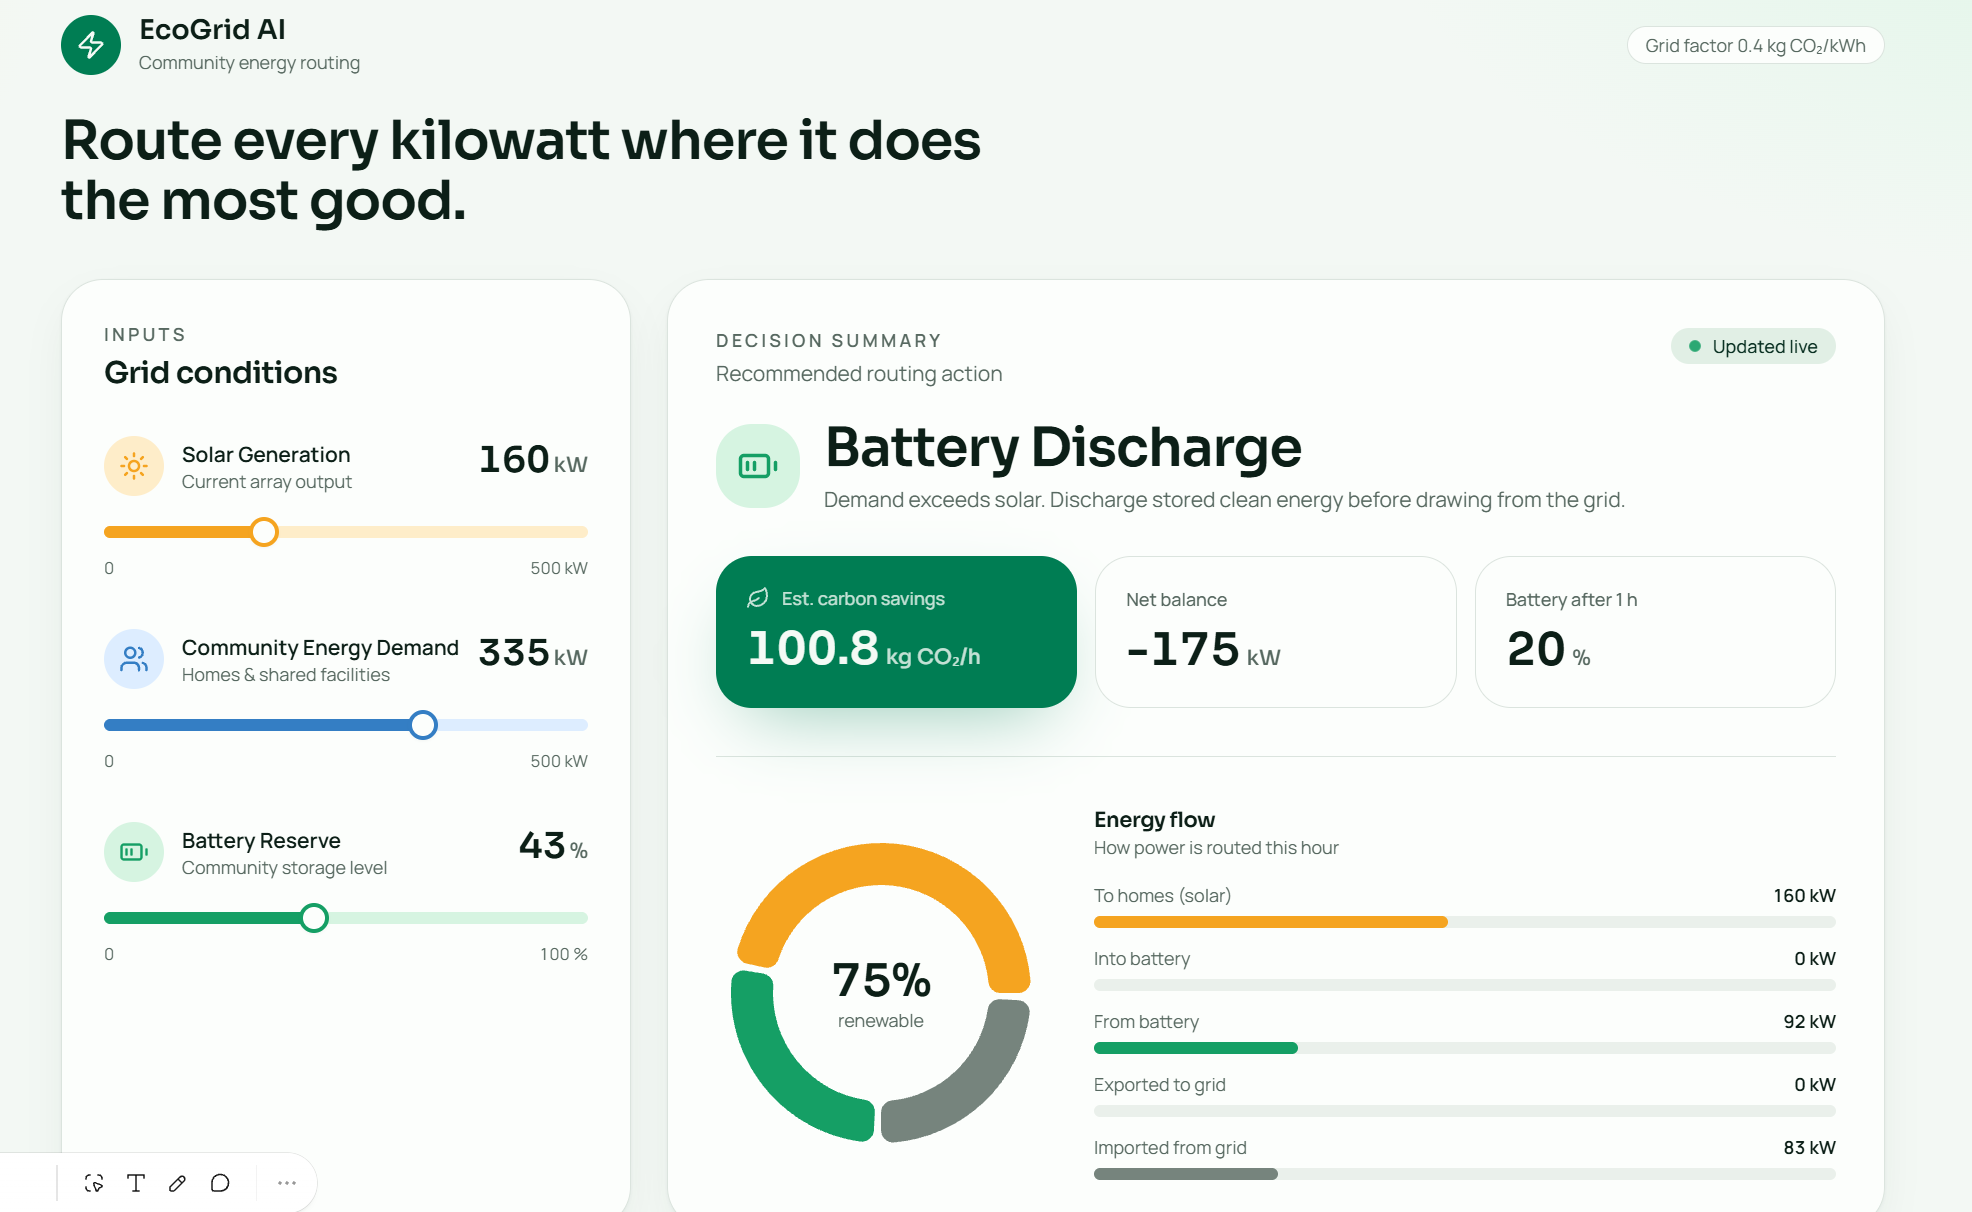 EcoGrid AI
Community energy routing
Grid factor 0.4 kg CO₂/kWh
Route every kilowatt where it does
the most good.
INPUTS
Grid conditions
Solar Generation
Current array output
160 kW
0
500 kW
Community Energy Demand
Homes & shared facilities
335 kW
0
500 kW
Battery Reserve
Community storage level
43 %
0
100 %
DECISION SUMMARY
Recommended routing action
Updated live
Battery Discharge
Demand exceeds solar. Discharge stored clean energy before drawing from the grid.
Est. carbon savings
100.8 kg CO₂/h
Net balance
-175 kW
Battery after 1 h
20 %
75%
renewable
Energy flow
How power is routed this hour
To homes (solar) 160 kW
Into battery 0 kW
From battery 92 kW
Exported to grid 0 kW
Imported from grid 83 kW